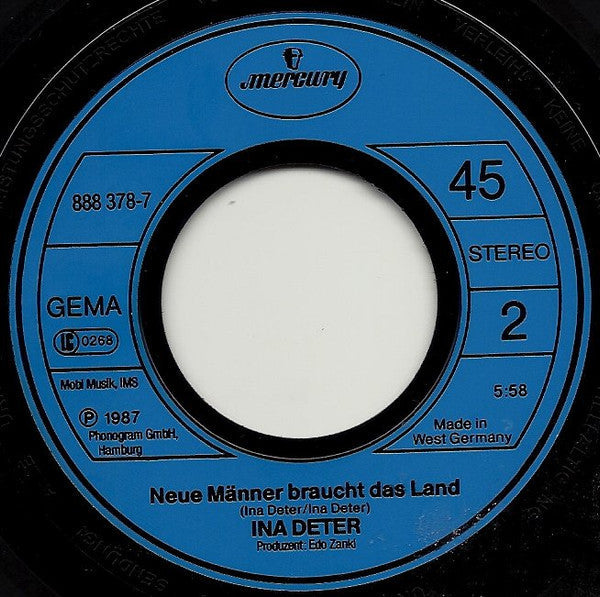 mercury
888 378-7
45
STEREO
GEMA
LC 0268
2
Mobi Musik, IMS
5:58
℗ 1987
Phonogram GmbH,
Hamburg
Made in
West Germany
Neue Männer braucht das Land
(Ina Deter/Ina Deter)
INA DETER
Produzent: Edo Zanki